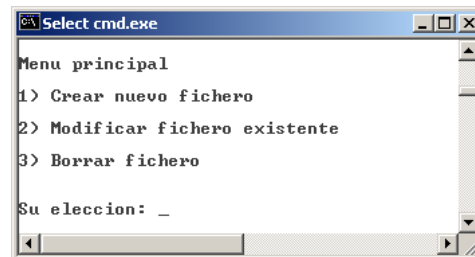 Select cmd.exe
Menu principal
1) Crear nuevo fichero
2) Modificar fichero existente
3) Borrar fichero
Su eleccion: _